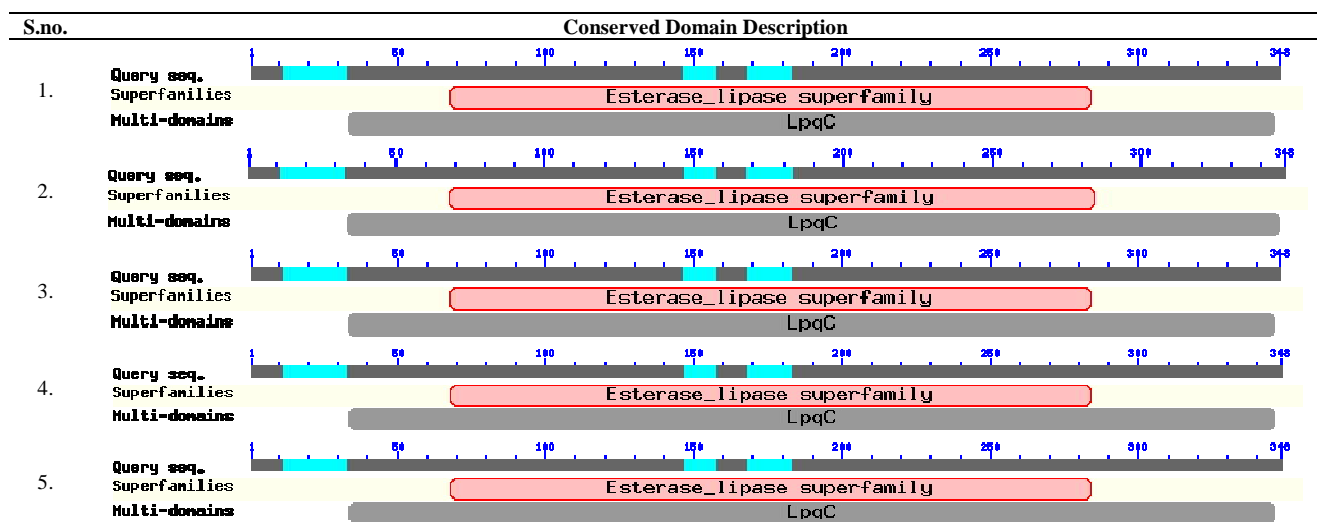 S.no. Conserved Domain Description
1 50 100 150 200 250 300 348
Query seq.
1.
Superfamilies Esterase_lipase superfamily
Multi-domains LpqC
1 50 100 150 200 250 300 348
Query seq.
2.
Superfamilies Esterase_lipase superfamily
Multi-domains LpqC
1 50 100 150 200 250 300 348
Query seq.
3.
Superfamilies Esterase_lipase superfamily
Multi-domains LpqC
1 50 100 150 200 250 300 348
Query seq.
4.
Superfamilies Esterase_lipase superfamily
Multi-domains LpqC
1 50 100 150 200 250 300 348
Query seq.
5.
Superfamilies Esterase_lipase superfamily
Multi-domains LpqC